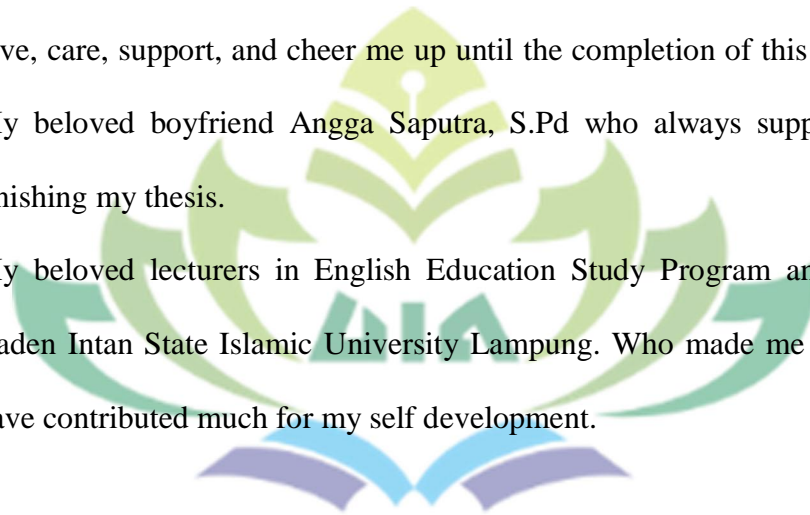 ve, care, support, and cheer me up until the completion of this
y beloved boyfriend Angga Saputra, S.Pd who always supp
nishing my thesis.
y beloved lecturers in English Education Study Program an
aden Intan State Islamic University Lampung. Who made me
ave contributed much for my self development.